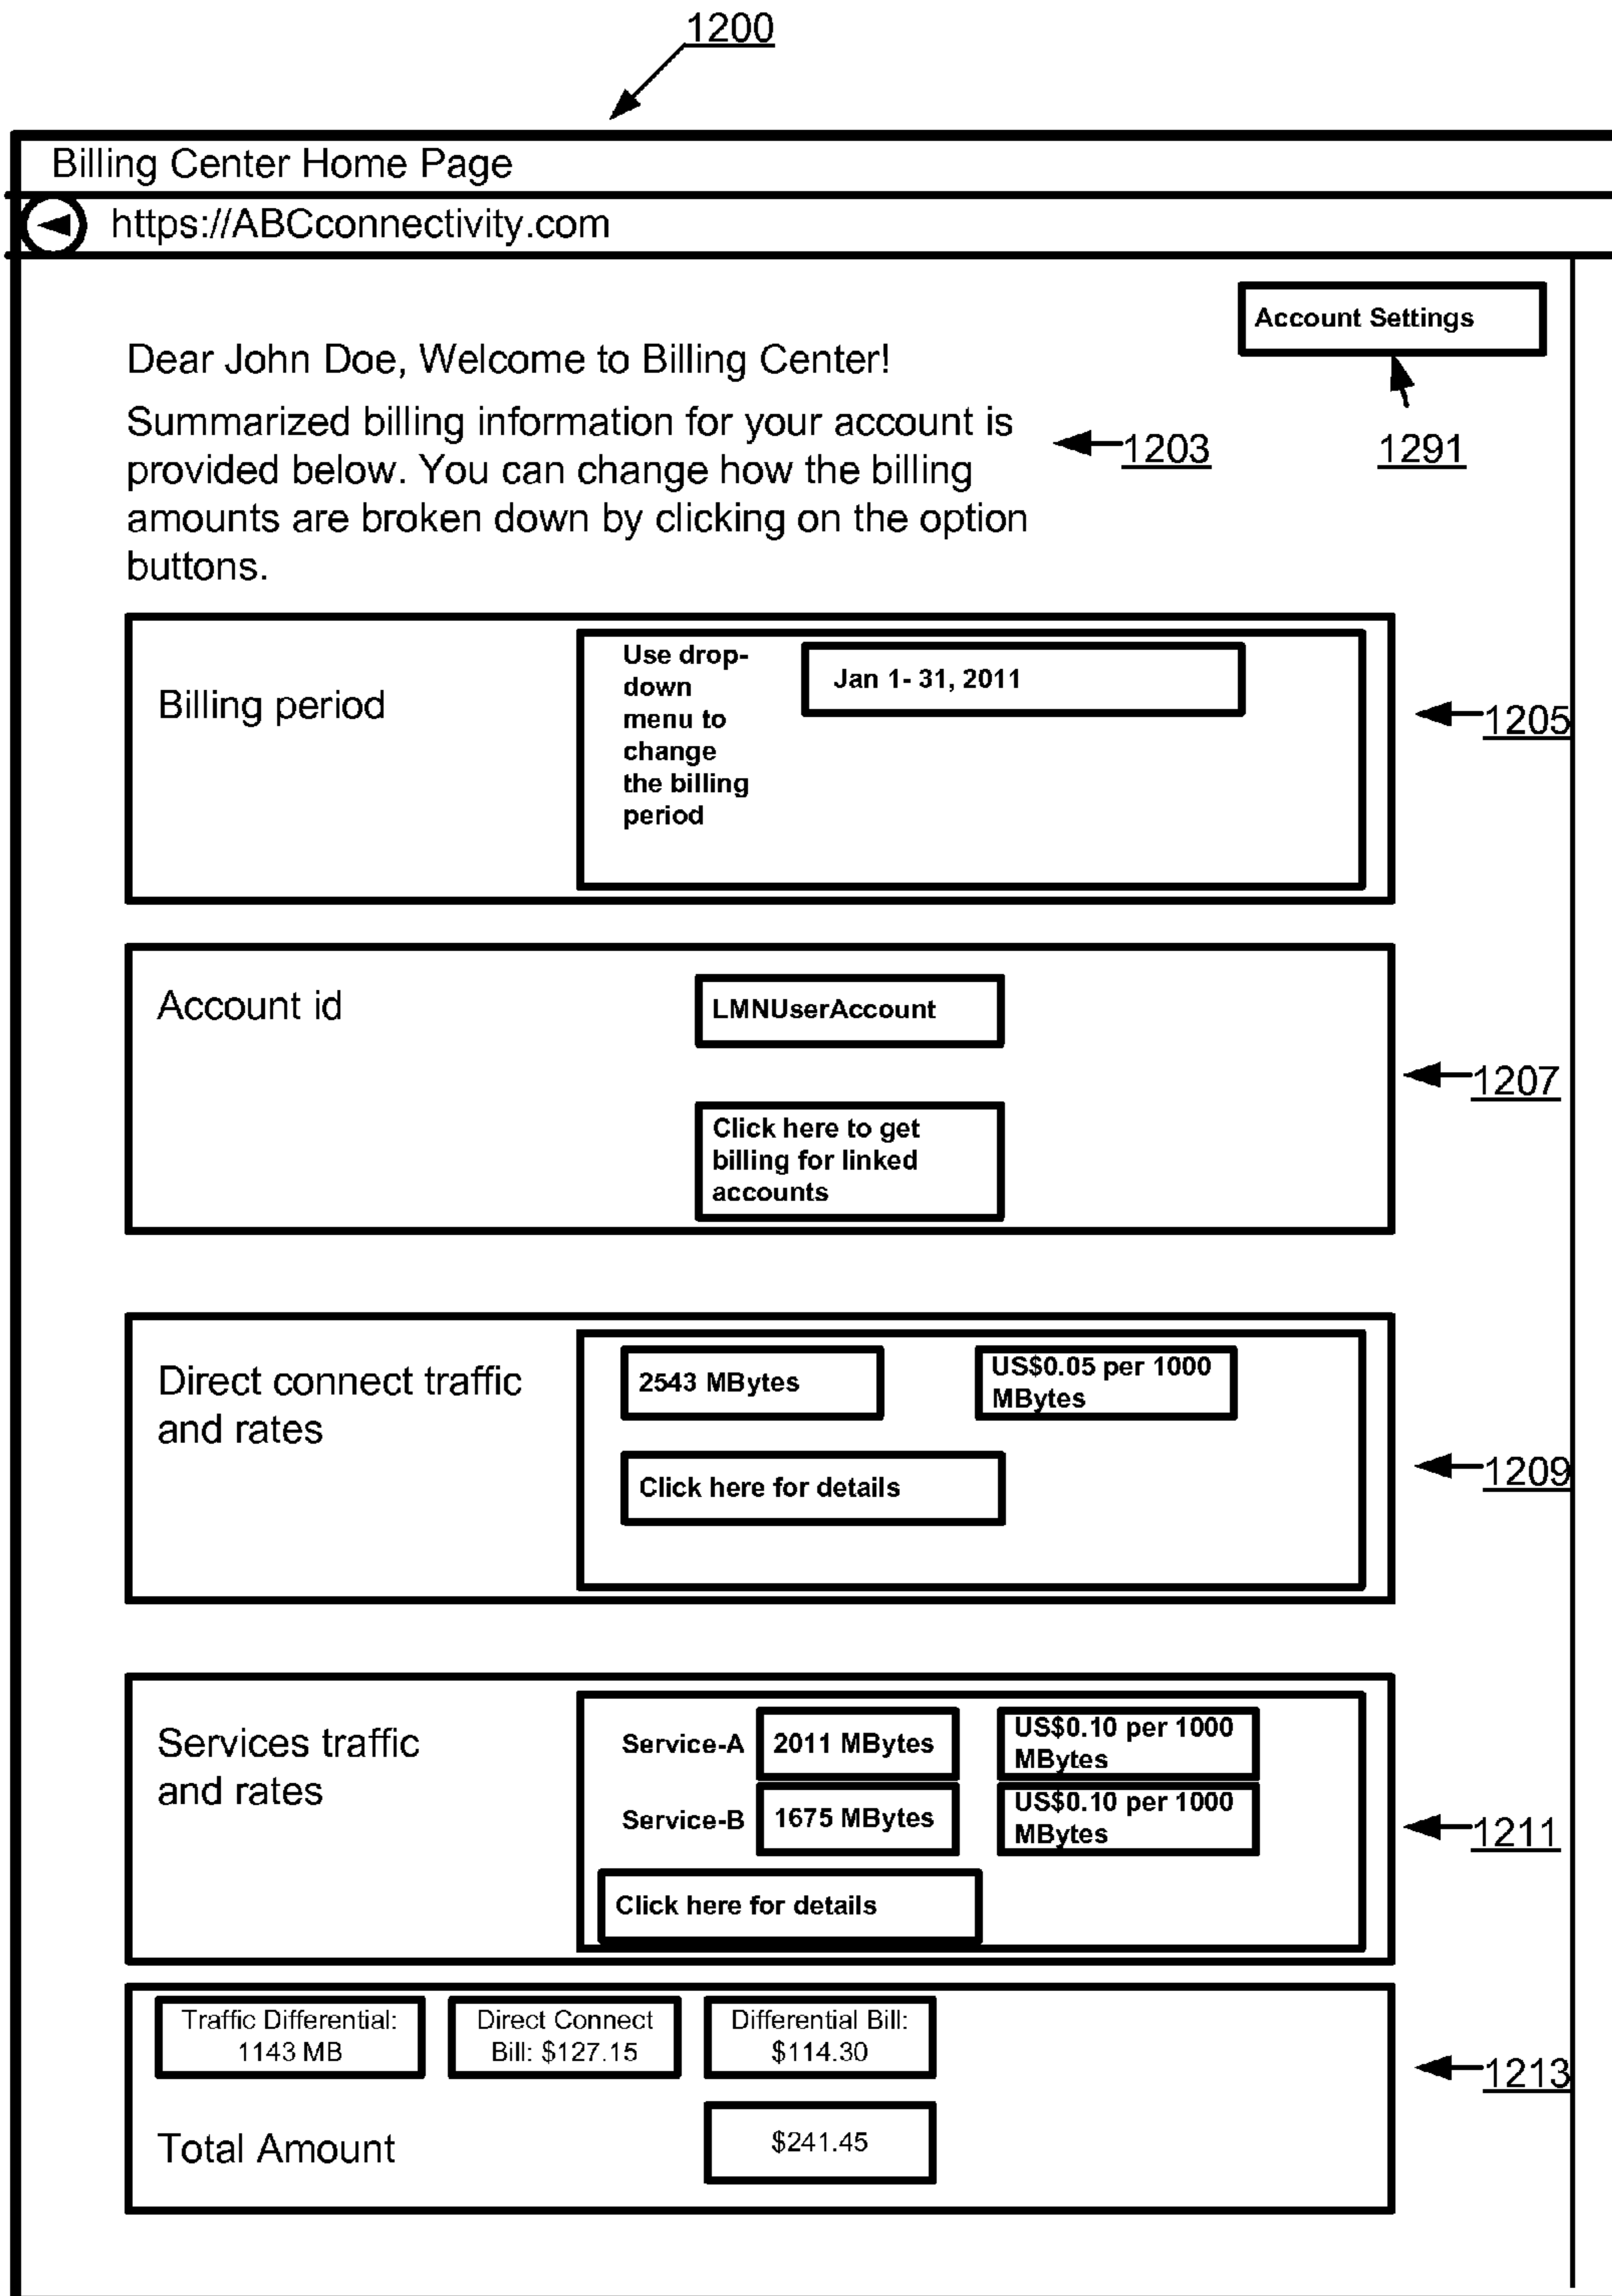 1200
Billing Center Home Page
https://ABCconnectivity.com
Account Settings
1291
Dear John Doe, Welcome to Billing Center!
Summarized billing information for your account is
provided below. You can change how the billing
amounts are broken down by clicking on the option
buttons.
1203
Billing period
Use drop-
down
menu to
change
the billing
period
Jan 1- 31, 2011
1205
Account id
LMNUserAccount
Click here to get
billing for linked
accounts
1207
Direct connect traffic
and rates
2543 MBytes
US$0.05 per 1000
MBytes
Click here for details
1209
Services traffic
and rates
Service-A
2011 MBytes
US$0.10 per 1000
MBytes
Service-B
1675 MBytes
US$0.10 per 1000
MBytes
Click here for details
1211
Traffic Differential:
1143 MB
Direct Connect
Bill: $127.15
Differential Bill:
$114.30
Total Amount
$241.45
1213